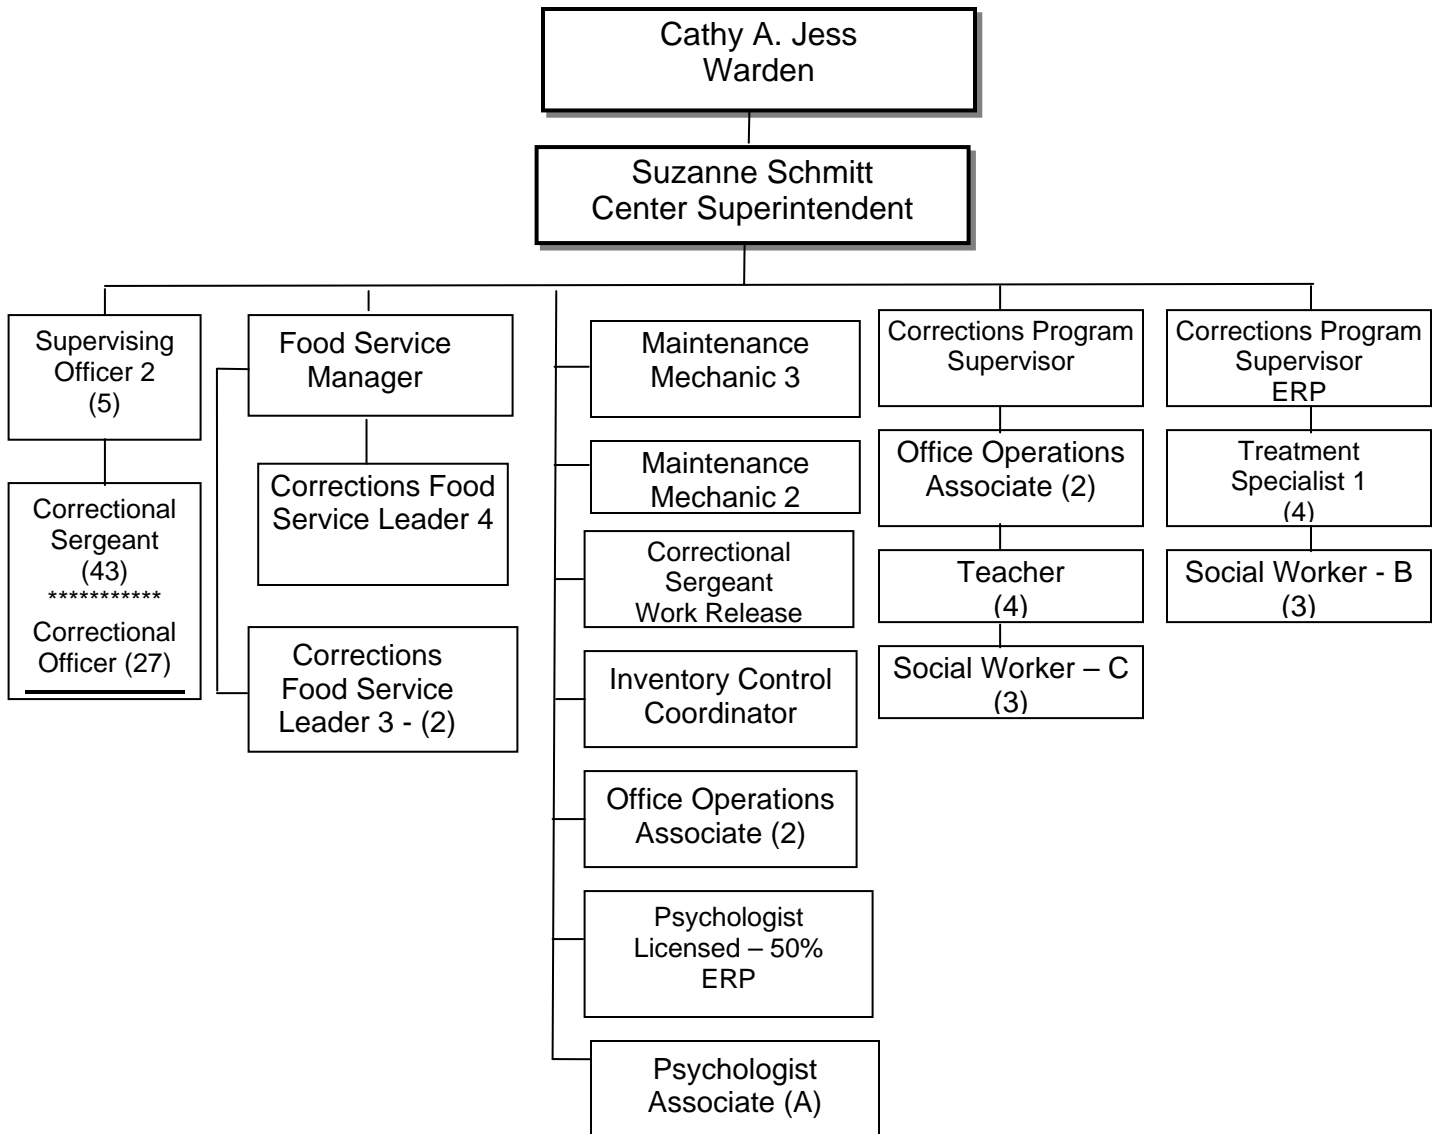 Cathy A. Jess
Warden
Suzanne Schmitt
Center Superintendent
Supervising
Officer 2
(5)
Correctional
Sergeant
(43)
***********
Correctional
Officer (27)
Food Service
Manager
Corrections Food
Service Leader 4
Corrections
Food Service
Leader 3 - (2)
Maintenance
Mechanic 3
Maintenance
Mechanic 2
Correctional
Sergeant
Work Release
Inventory Control
Coordinator
Office Operations
Associate (2)
Psychologist
Licensed – 50%
ERP
Psychologist
Associate (A)
Corrections Program
Supervisor
Office Operations
Associate (2)
Teacher
(4)
Social Worker – C
(3)
Corrections Program
Supervisor
ERP
Treatment
Specialist 1
(4)
Social Worker - B
(3)